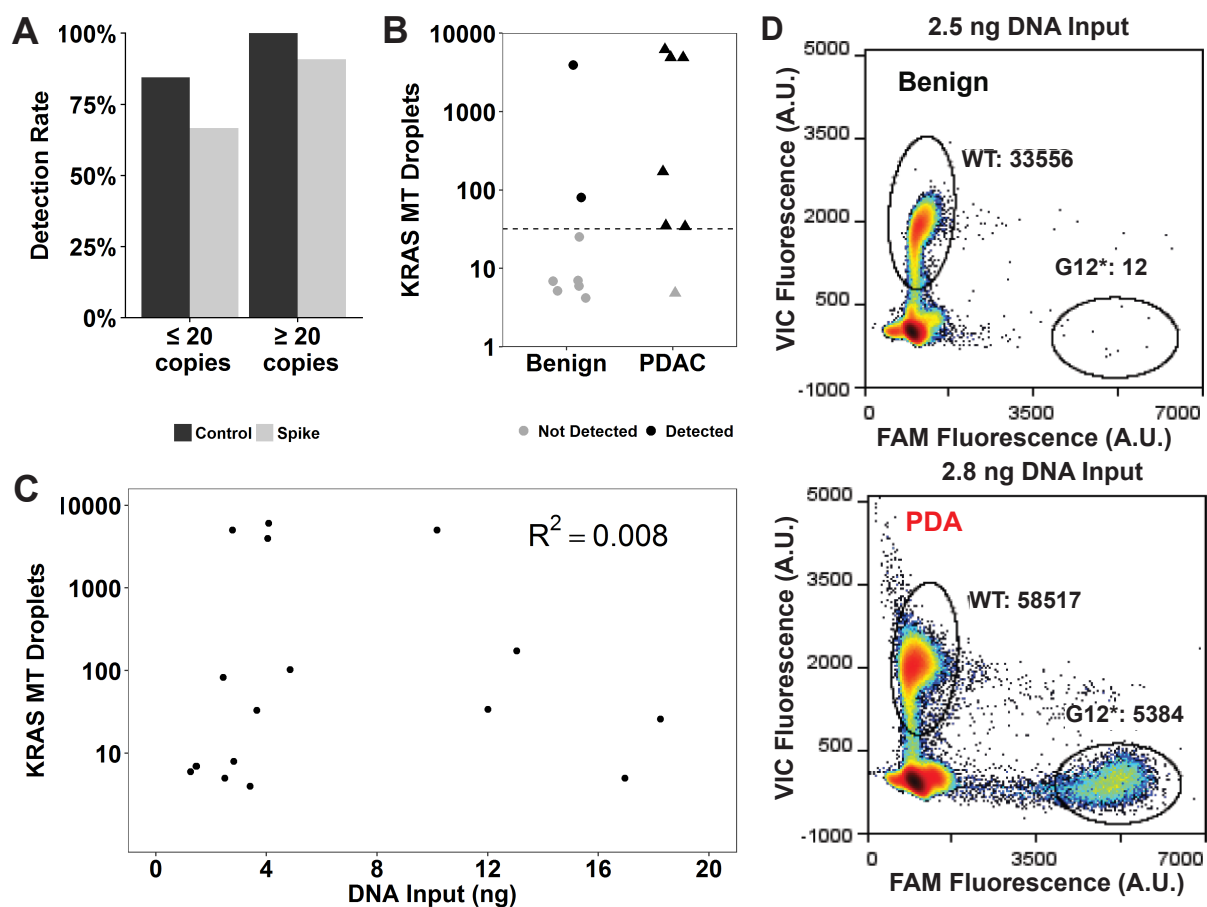 A
100%
75%
50%
25%
0%
Detection Rate
≤ 20
copies
≥ 20
copies
Control
Spike
B
10000
1000
100
10
1
KRAS MT Droplets
Benign
PDAC
Not Detected
Detected
C
10000
1000
100
10
KRAS MT Droplets
R² = 0.008
0
4
8
12
16
20
DNA Input (ng)
D
2.5 ng DNA Input
5000
3500
2000
500
-1000
VIC Fluorescence (A.U.)
Benign
WT: 33556
G12*: 12
0
3500
7000
FAM Fluorescence (A.U.)
2.8 ng DNA Input
5000
3500
2000
500
-1000
VIC Fluorescence (A.U.)
PDA
WT: 58517
G12*: 5384
0
3500
7000
FAM Fluorescence (A.U.)